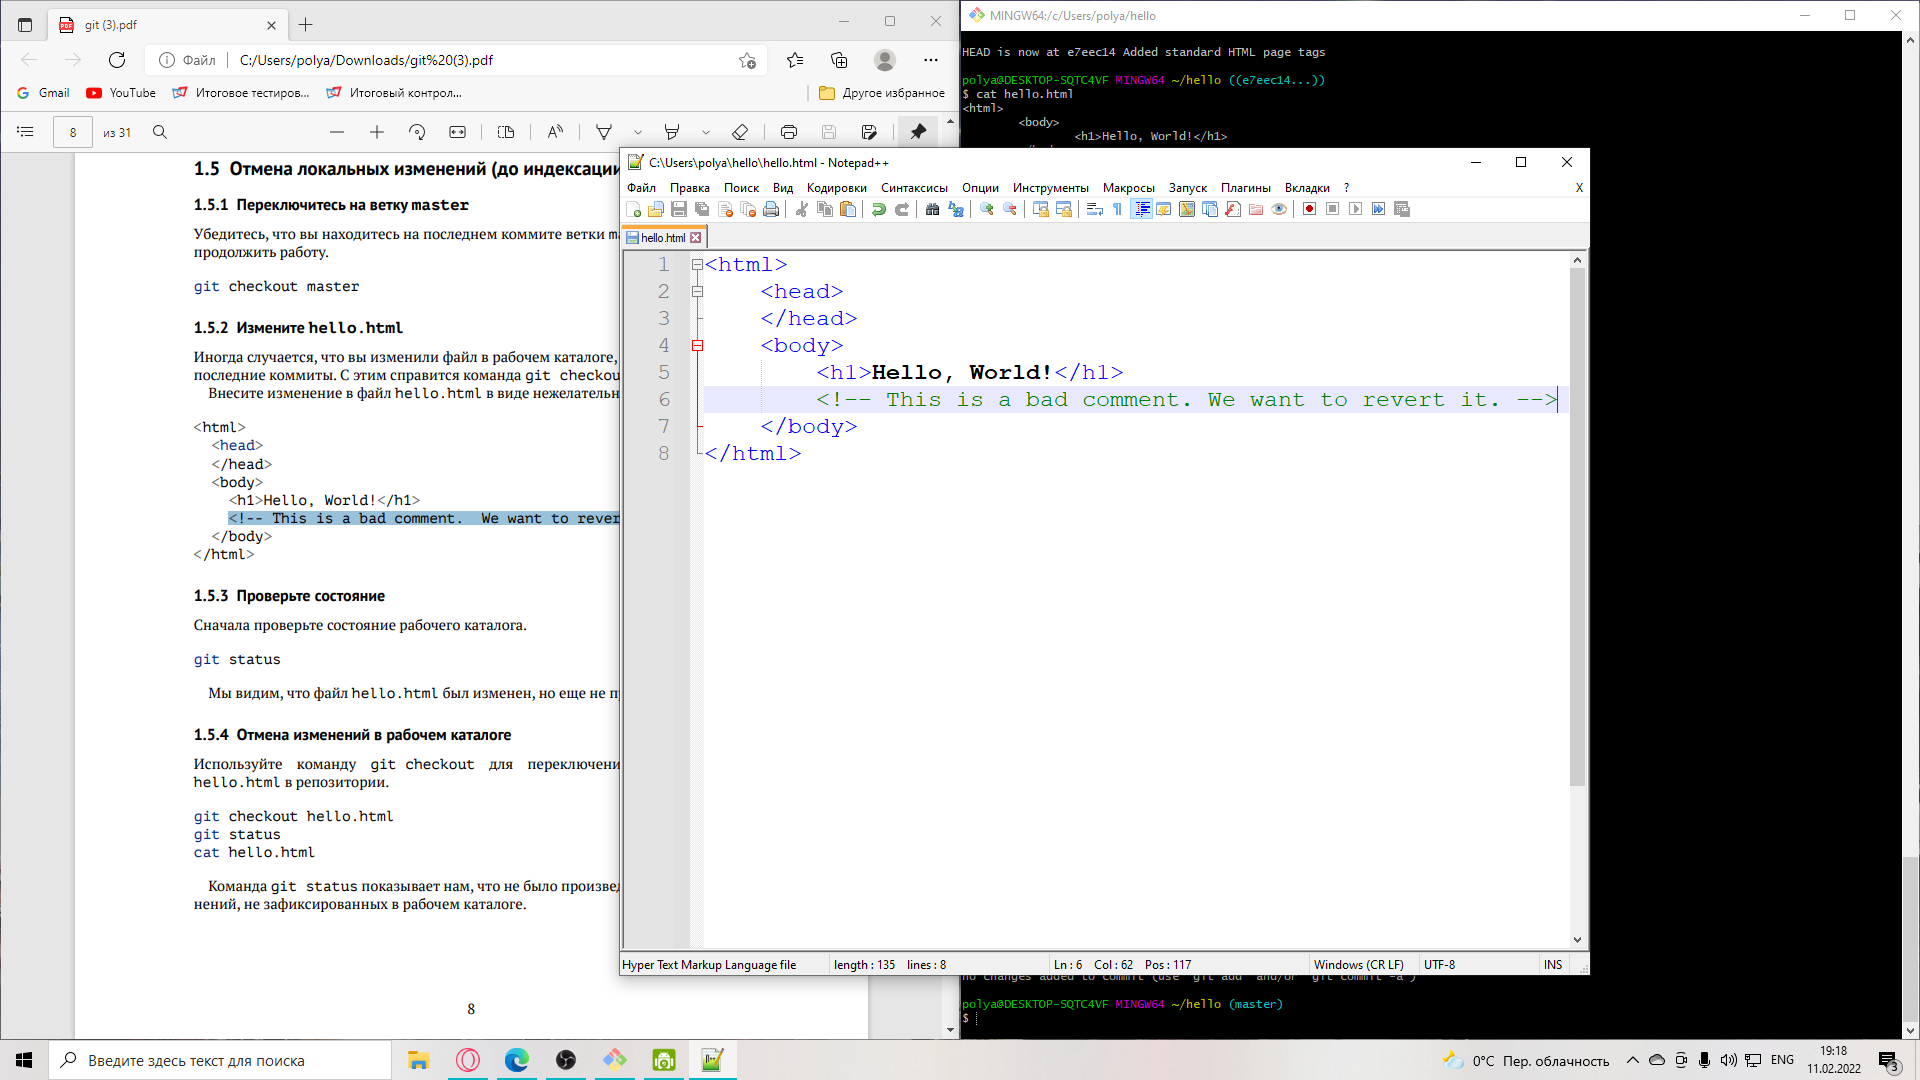 git (3).pdf
Файл
C:/Users/polya/Downloads/git%20(3).pdf
Gmail
YouTube
Итоговое тестиров...
Итоговый контрол...
Другое избранное
8
из 31
1.5 Отмена локальных изменений (до индексации
1.5.1 Переключитесь на ветку master
Убедитесь, что вы находитесь на последнем коммите ветки
продолжить работу.
git checkout master
1.5.2 Измените hello.html
Иногда случается, что вы изменили файл в рабочем каталоге,
последние коммиты. С этим справится команда git checkou
Внесите изменение в файл hello.html в виде нежелательн
<html>
<head>
</head>
<body>
<h1>Hello, World!</h1>
<!-- This is a bad comment.  We want to rever
</body>
</html>
1.5.3 Проверьте состояние
Сначала проверьте состояние рабочего каталога.
git status
Мы видим, что файл hello.html был изменен, но еще не п
1.5.4 Отмена изменений в рабочем каталоге
Используйте команду git checkout для переключени
hello.html в репозитории.
git checkout hello.html
git status
cat hello.html
Команда git status показывает нам, что не было произвед
нений, не зафиксированных в рабочем каталоге.
8
MINGW64:/c/Users/polya/hello
HEAD is now at e7eec14 Added standard HTML page tags
polya@DESKTOP-SQTC4VF MINGW64 ~/hello ((e7eec14...))
$ cat hello.html
<html>
<body>
<h1>Hello, World!</h1>
C:\Users\polya\hello\hello.html - Notepad++
Файл Правка Поиск Вид Кодировки Синтаксисы Опции Инструменты Макросы Запуск Плагины Вкладки ? X
hello.html
1 <html>
2 <head>
3 </head>
4 <body>
5 <h1>Hello, World!</h1>
6 <!-- This is a bad comment. We want to revert it. -->
7 </body>
8 </html>
Hyper Text Markup Language file length : 135 lines : 8 Ln : 6 Col : 62 Pos : 117 Windows (CR LF) UTF-8 INS
no changes added to commit (use "git add" and/or "git commit -a")
polya@DESKTOP-SQTC4VF MINGW64 ~/hello (master)
$
Введите здесь текст для поиска
0°C Пер. облачность
ENG
19:18
11.02.2022
3